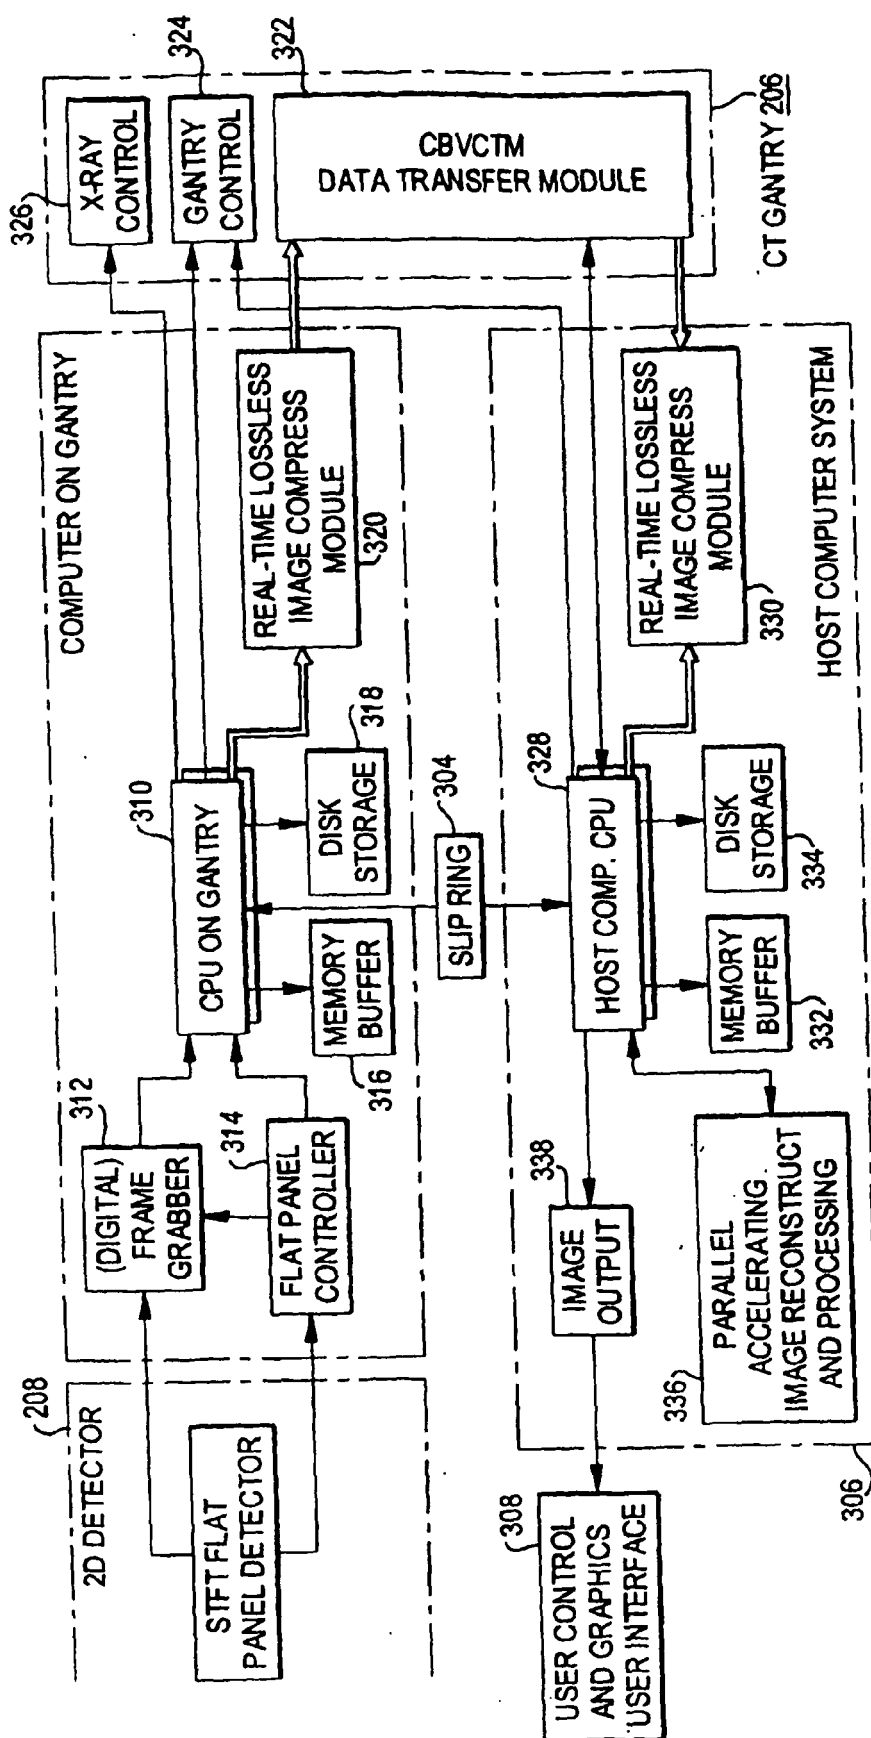 2D DETECTOR
208
STFT FLAT
PANEL DETECTOR
COMPUTER ON GANTRY
312
(DIGITAL)
FRAME
GRABBER
314
FLAT PANEL
CONTROLLER
310
CPU ON GANTRY
316
MEMORY
BUFFER
318
DISK
STORAGE
REAL-TIME LOSSLESS
IMAGE COMPRESS
MODULE
320
326
X-RAY
CONTROL
324
GANTRY
CONTROL
322
CBVCTM
DATA TRANSFER MODULE
CT GANTRY 206
304
SLIP RING
308
USER CONTROL
AND GRAPHICS
USER INTERFACE
306
338
IMAGE
OUTPUT
336
PARALLEL
ACCELERATING
IMAGE RECONSTRUCT
AND PROCESSING
328
HOST COMP. CPU
332
MEMORY
BUFFER
334
DISK
STORAGE
REAL-TIME LOSSLESS
IMAGE COMPRESS
MODULE
330
HOST COMPUTER SYSTEM